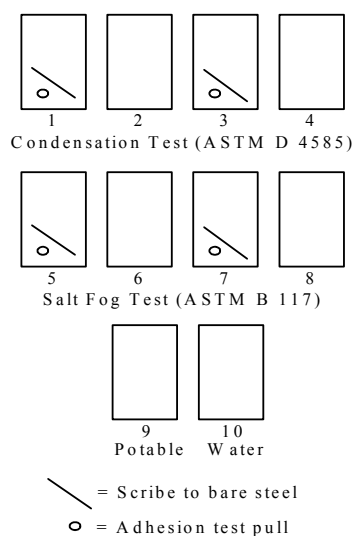 1 2 3 4
Condensation Test (ASTM D 4585)
5 6 7 8
Salt Fog Test (ASTM B 117)
9 10
Potable Water
= Scribe to bare steel
= Adhesion test pull